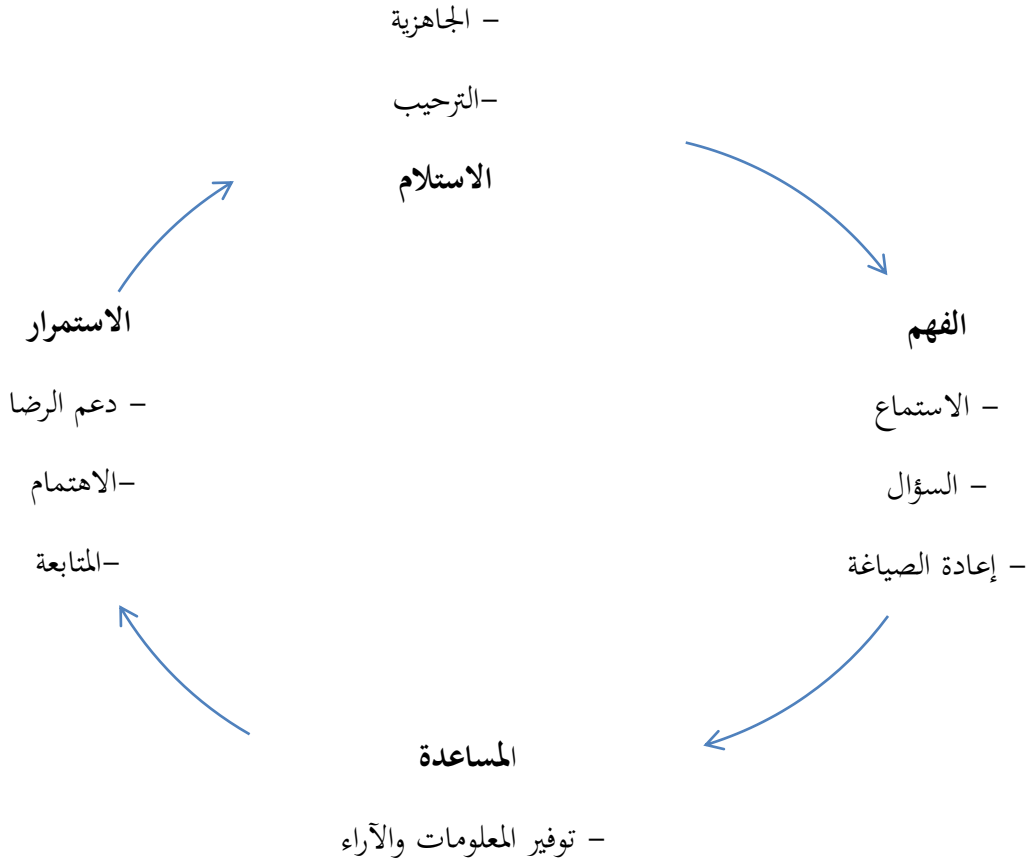 – الجاهزية
–الترحيب
الاستلام
الفهم
– الاستماع
– السؤال
– إعادة الصياغة
المساعدة
– توفير المعلومات والآراء
الاستمرار
– دعم الرضا
–الاهتمام
–المتابعة